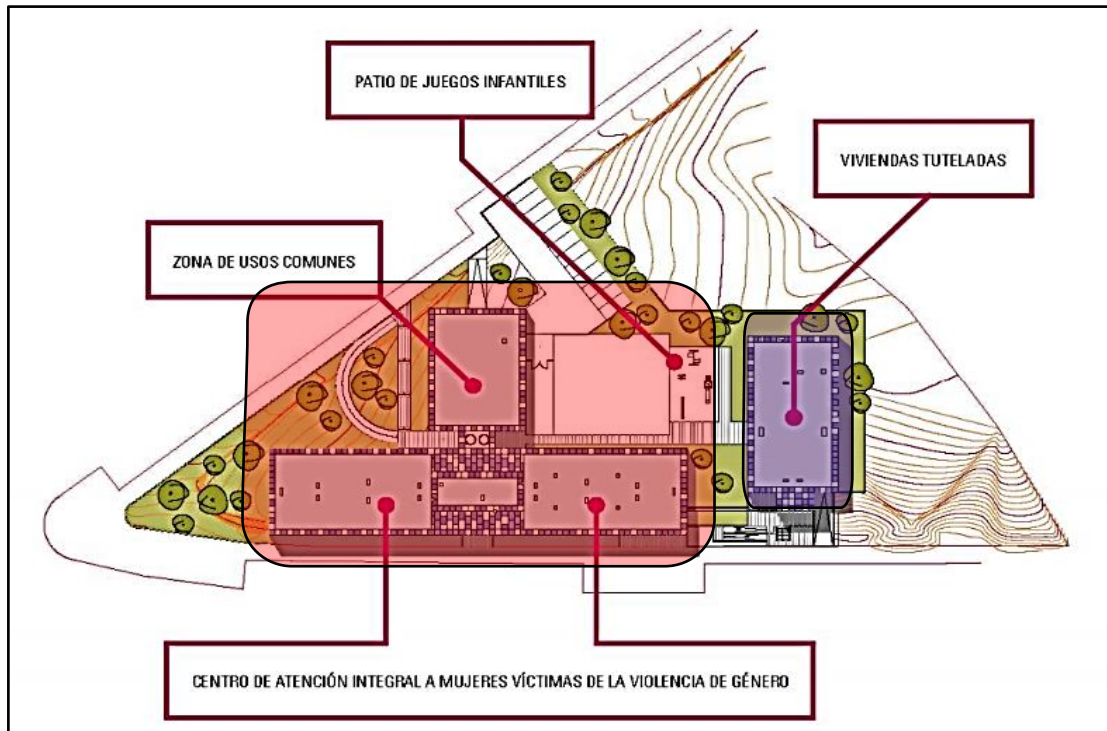 PATIO DE JUEGOS INFANTILES
VIVIENDAS TUTELADAS
ZONA DE USOS COMUNES
CENTRO DE ATENCIÓN INTEGRAL A MUJERES VÍCTIMAS DE LA VIOLENCIA DE GÉNERO